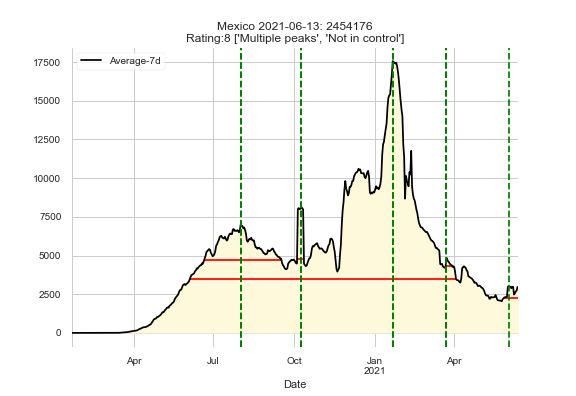 Mexico 2021-06-13: 2454176
Rating:8 ['Multiple peaks', 'Not in control']
Average-7d
17500
15000
12500
10000
7500
5000
2500
0
Apr
Jul
Oct
Jan
2021
Apr
Date